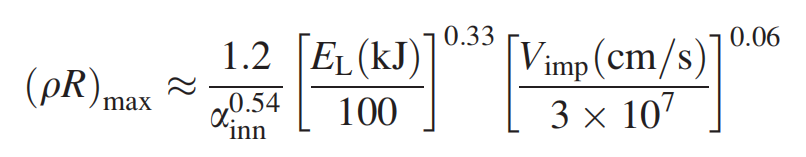 (ρR)max ≈ 1.2 / α_inn^0.54 [E_L(kJ) / 100]^0.33 [V_imp(cm/s) / 3 × 10^7]^0.06